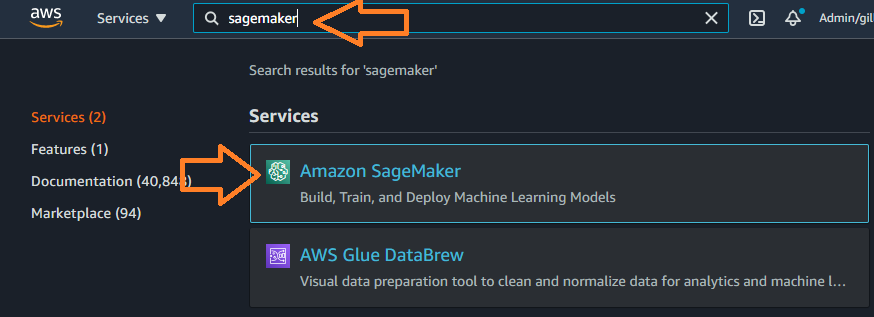 aws
Services ▼
sagemaker
Admin/gil
Search results for 'sagemaker'
Services (2)
Features (1)
Documentation (40,843)
Marketplace (94)
Services
Amazon SageMaker
Build, Train, and Deploy Machine Learning Models
AWS Glue DataBrew
Visual data preparation tool to clean and normalize data for analytics and machine l…